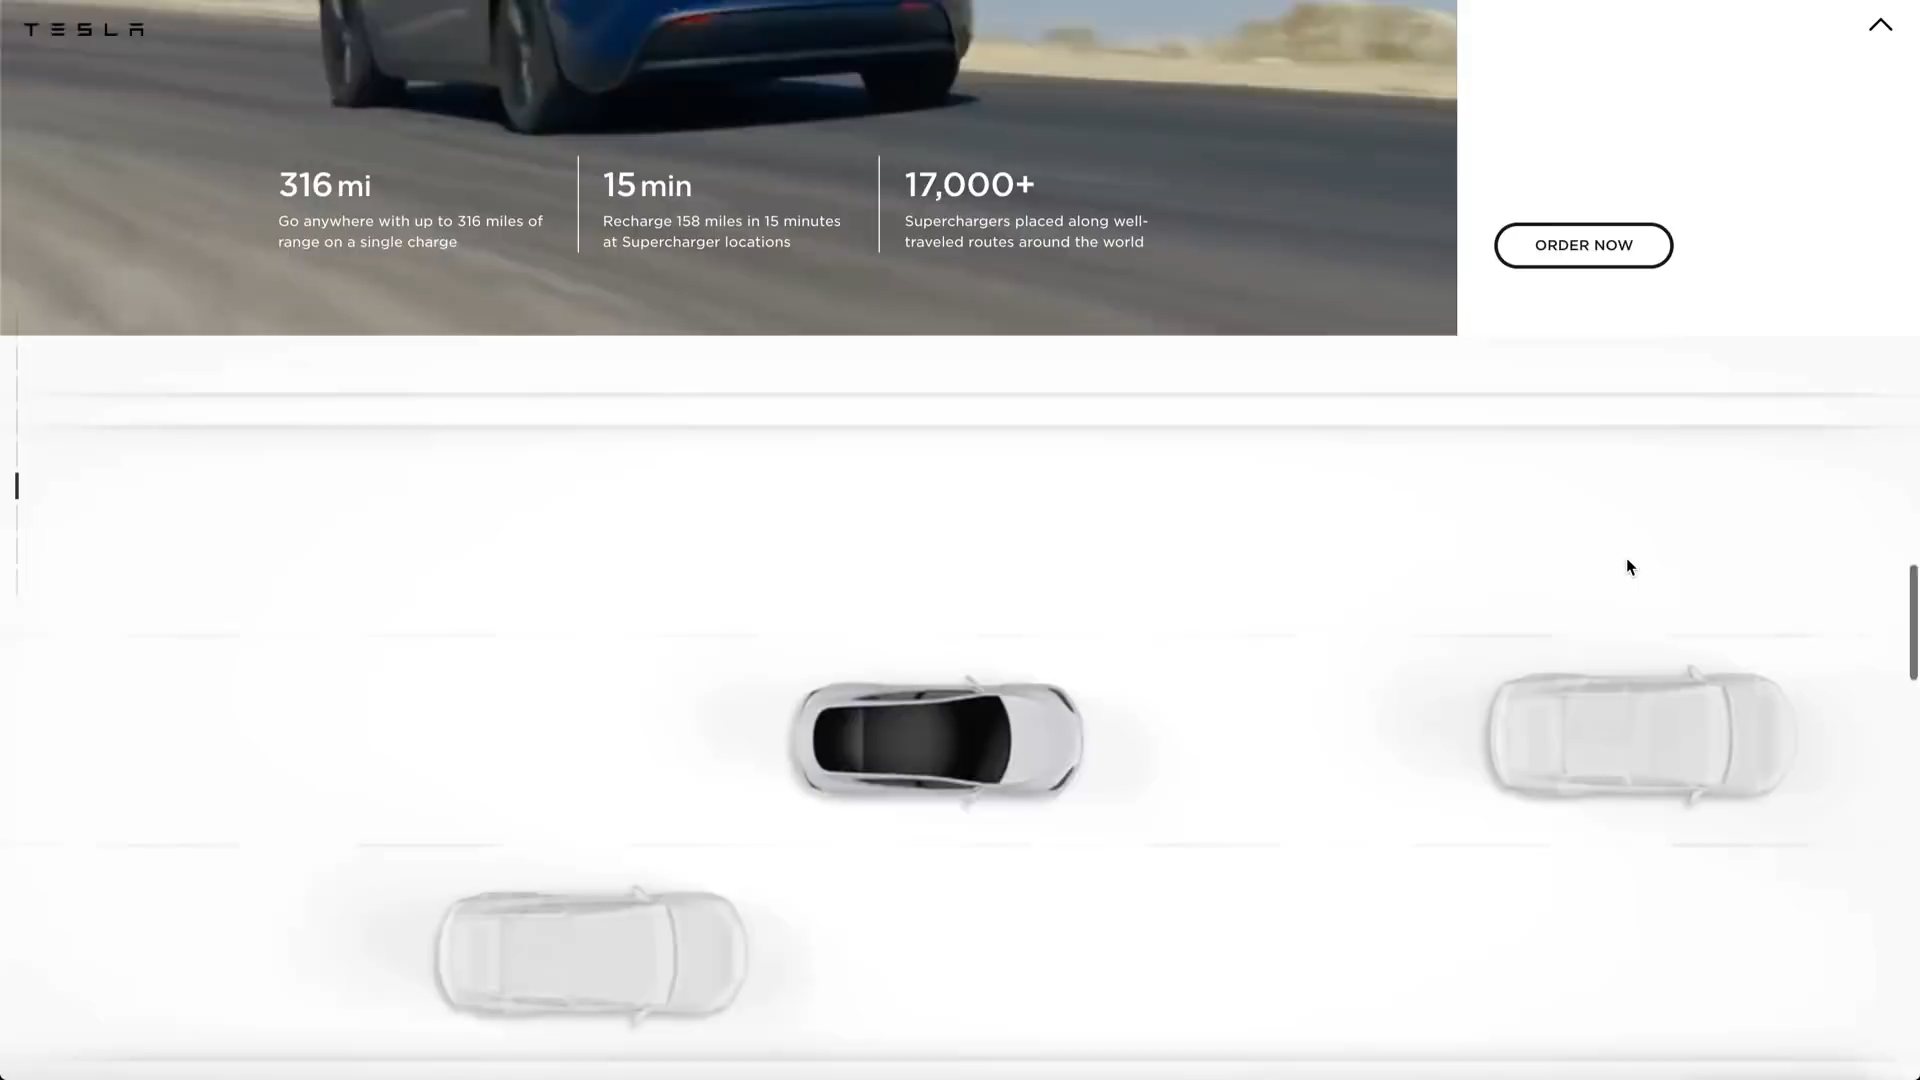 TESLA
316 mi
Go anywhere with up to 316 miles of
range on a single charge
15 min
Recharge 158 miles in 15 minutes
at Supercharger locations
17,000+
Superchargers placed along well-
traveled routes around the world
ORDER NOW